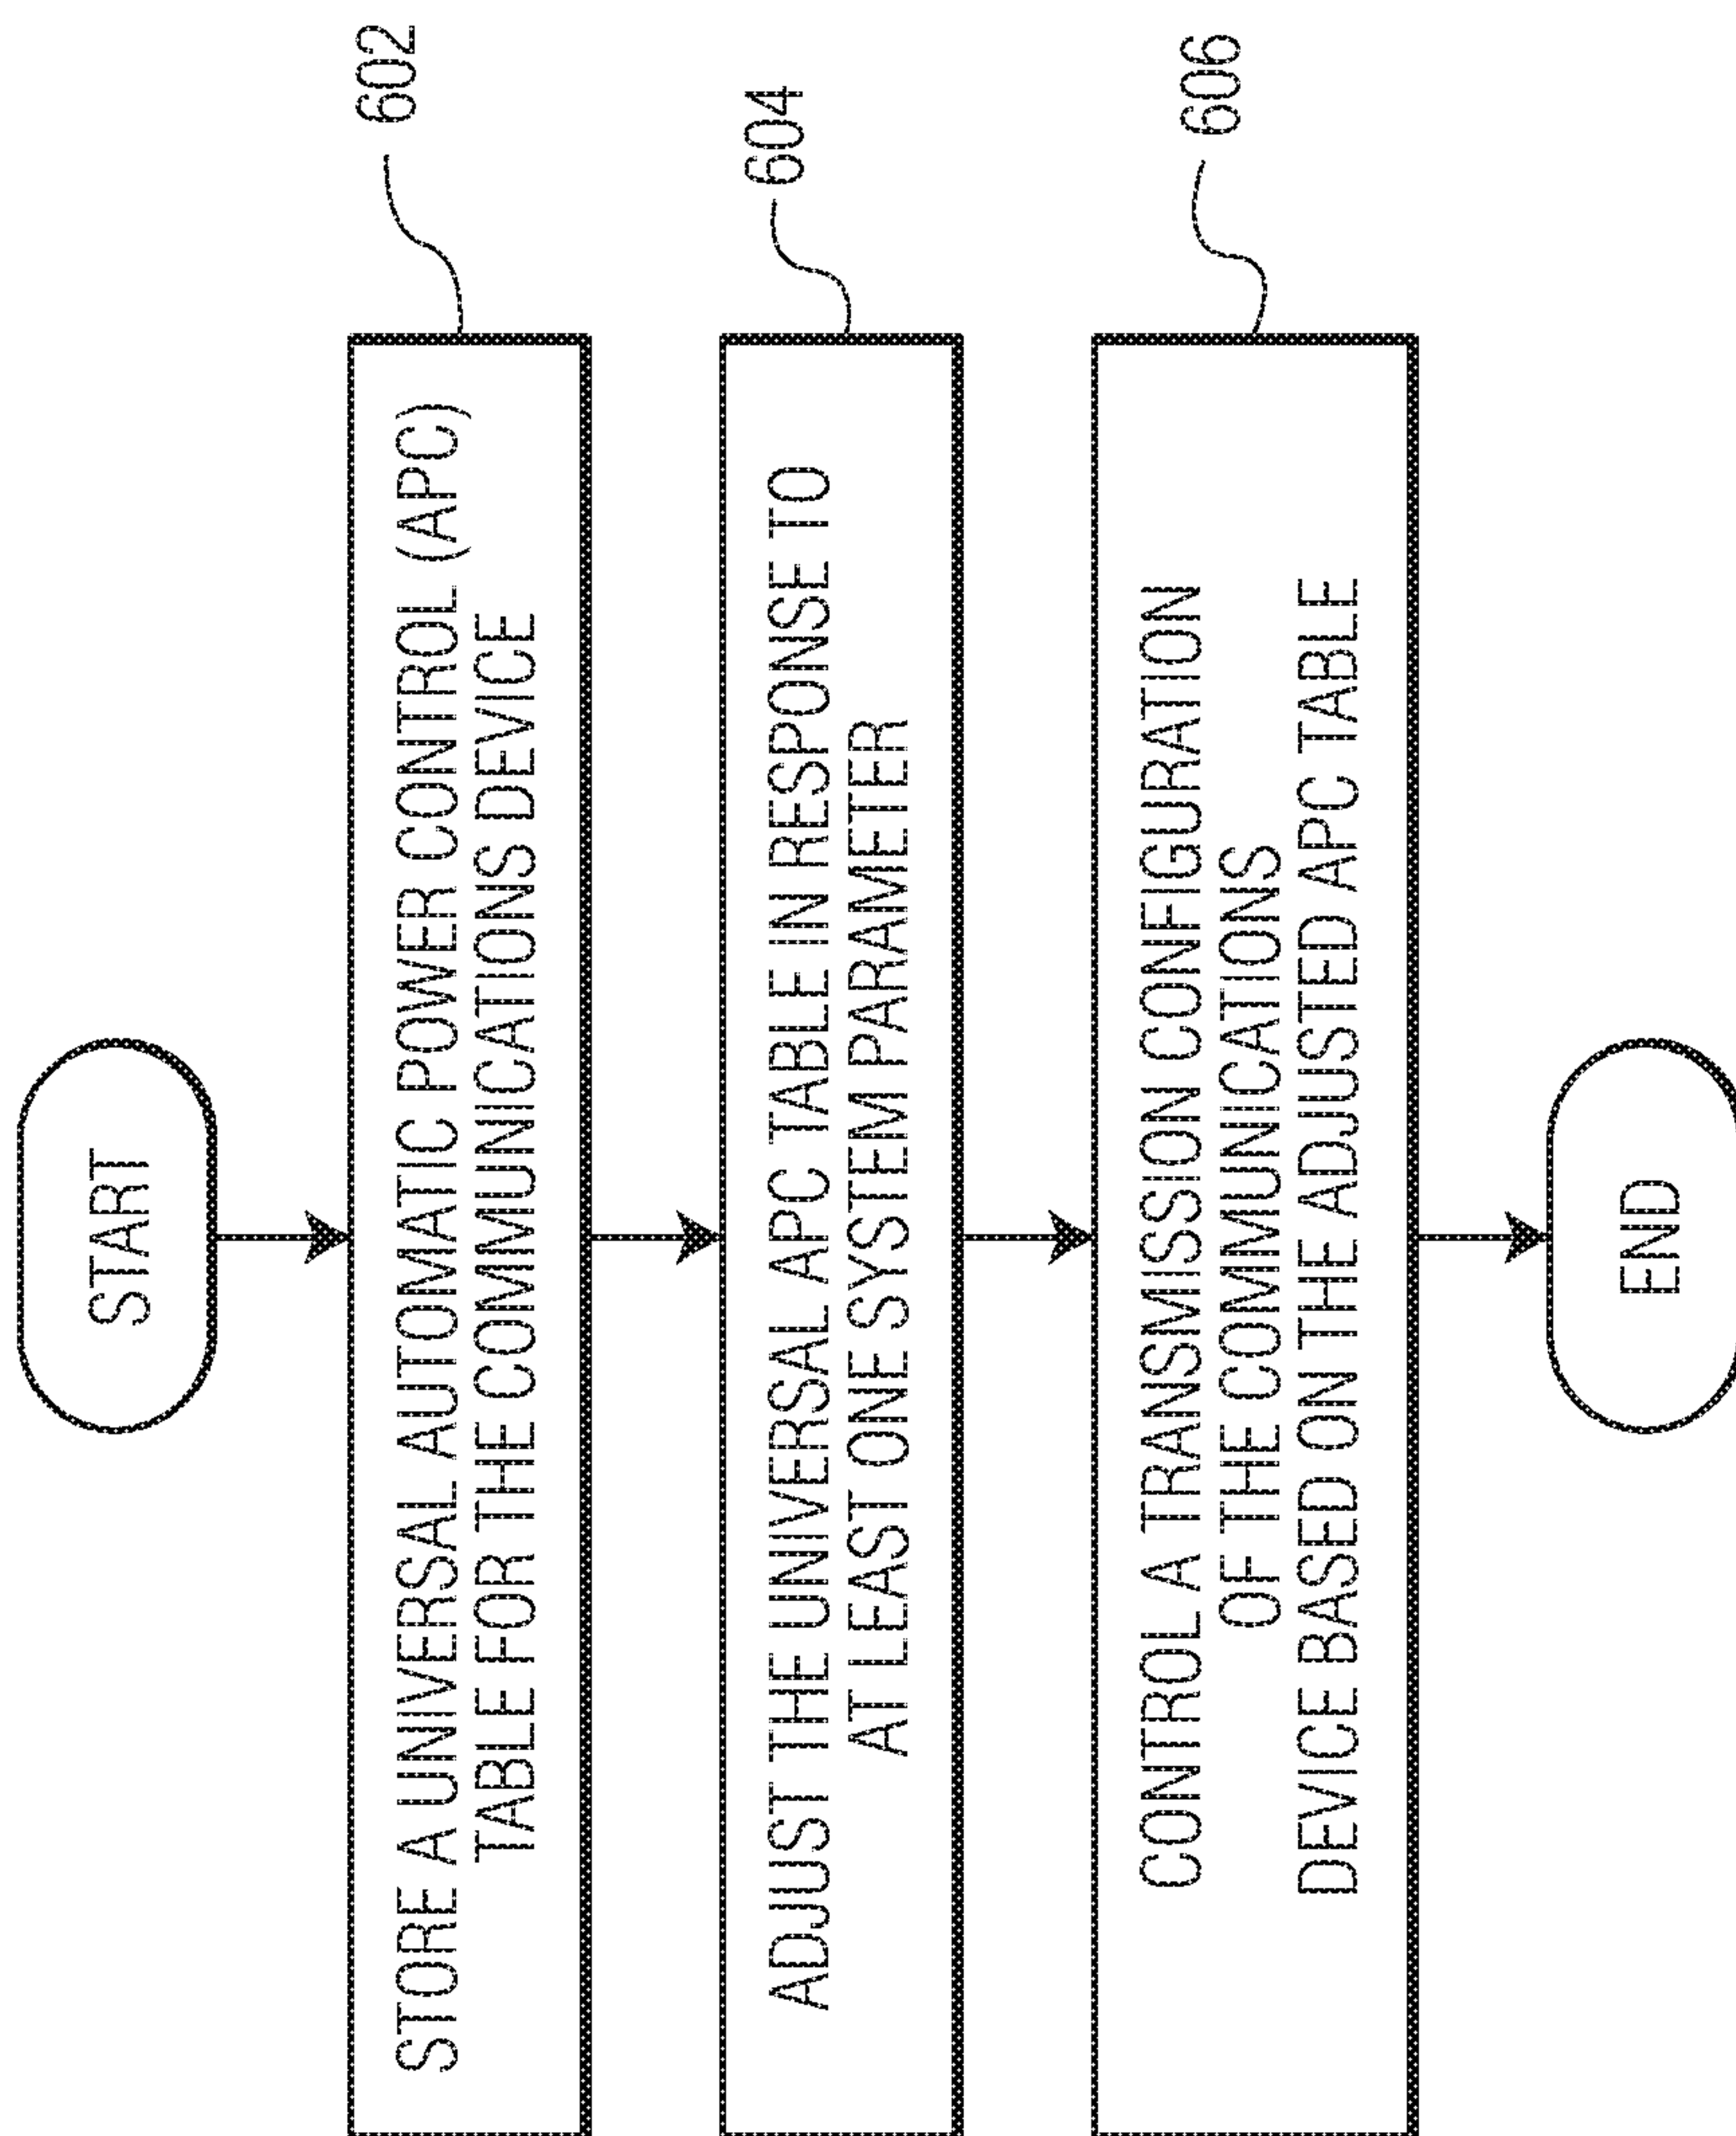 START
STORE A UNIVERSAL AUTOMATIC POWER CONTROL (APC)
TABLE FOR THE COMMUNICATIONS DEVICE
602
ADJUST THE UNIVERSAL APC TABLE IN RESPONSE TO
AT LEAST ONE SYSTEM PARAMETER
604
CONTROL A TRANSMISSION CONFIGURATION
OF THE COMMUNICATIONS
DEVICE BASED ON THE ADJUSTED APC TABLE
606
END